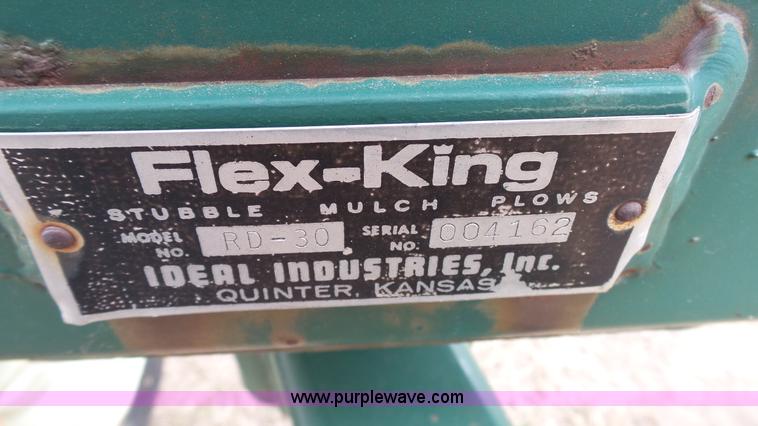 Flex-King
STUBBLE MULCH PLOWS
MODEL NO. RD-30 SERIAL NO. 004162
IDEAL INDUSTRIES, Inc.
QUINTER, KANSAS
www.purplewave.com